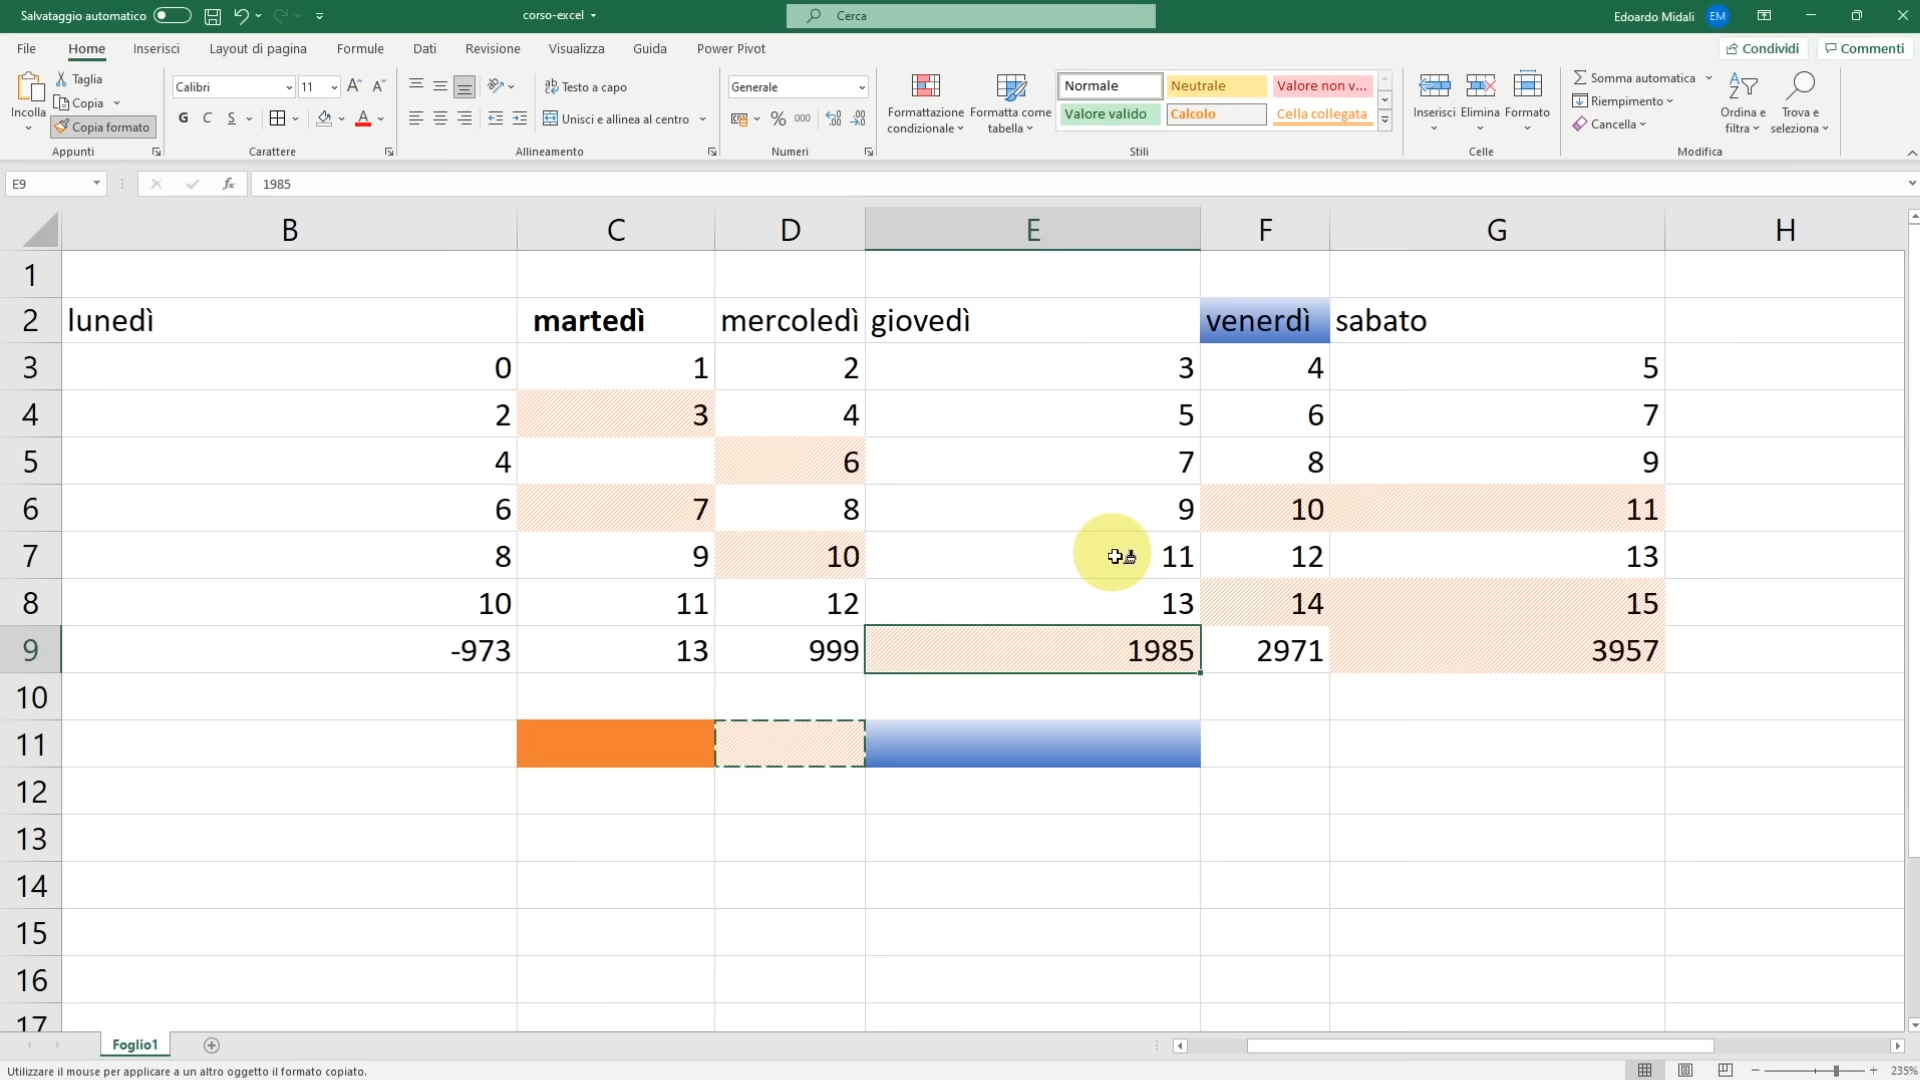 Salvataggio automatico
corso-excel
Cerca
Edoardo Midali EM
File Home Inserisci Layout di pagina Formule Dati Revisione Visualizza Guida Power Pivot
Condividi Commenti
Incolla
Taglia
Copia
Copia formato
Appunti
Calibri 11
G C S
Carattere
Testo a capo
Unisci e allinea al centro
Allineamento
Generale
% 000
Numeri
Formattazione condizionale
Formatta come tabella
Normale Neutrale Valore non v...
Valore valido Calcolo Cella collegata
Stili
Inserisci Elimina Formato
Celle
Somma automatica
Riempimento
Cancella
Ordina e filtra
Trova e seleziona
Modifica
E9 fx 1985
B C D E F G H
1
2 lunedì martedì mercoledì giovedì venerdì sabato
3 0 1 2 3 4 5
4 2 3 4 5 6 7
5 4 6 7 8 9
6 6 7 8 9 10 11
7 8 9 10 11 12 13
8 10 11 12 13 14 15
9 -973 13 999 1985 2971 3957
10
11
12
13
14
15
16
17
Foglio1
Utilizzare il mouse per applicare a un altro oggetto il formato copiato.
235%